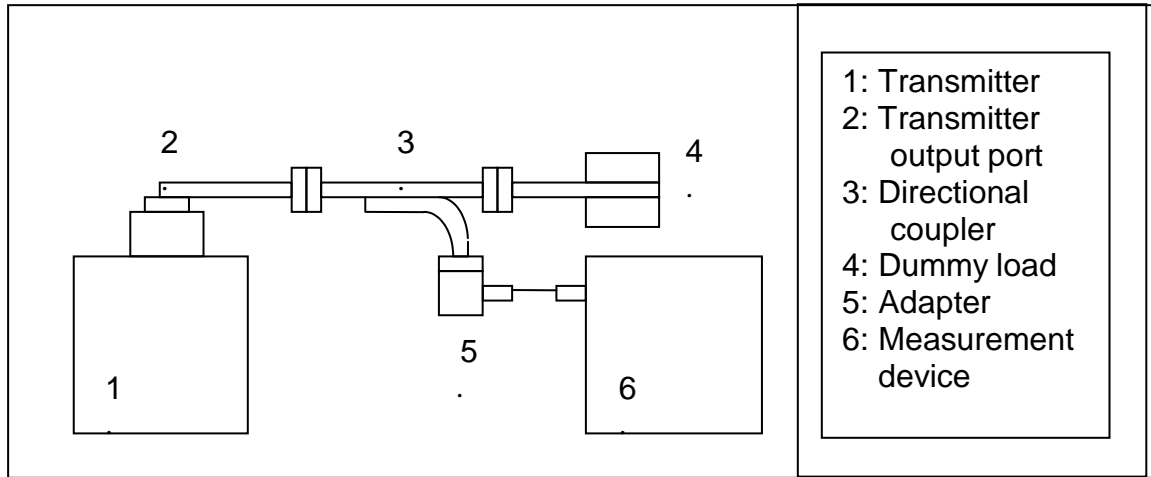 2
3
4
5
1
6
1: Transmitter
2: Transmitter
output port
3: Directional
coupler
4: Dummy load
5: Adapter
6: Measurement
device